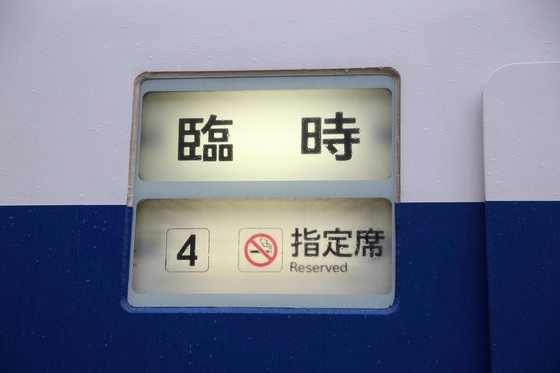 臨時
4 指定席
Reserved